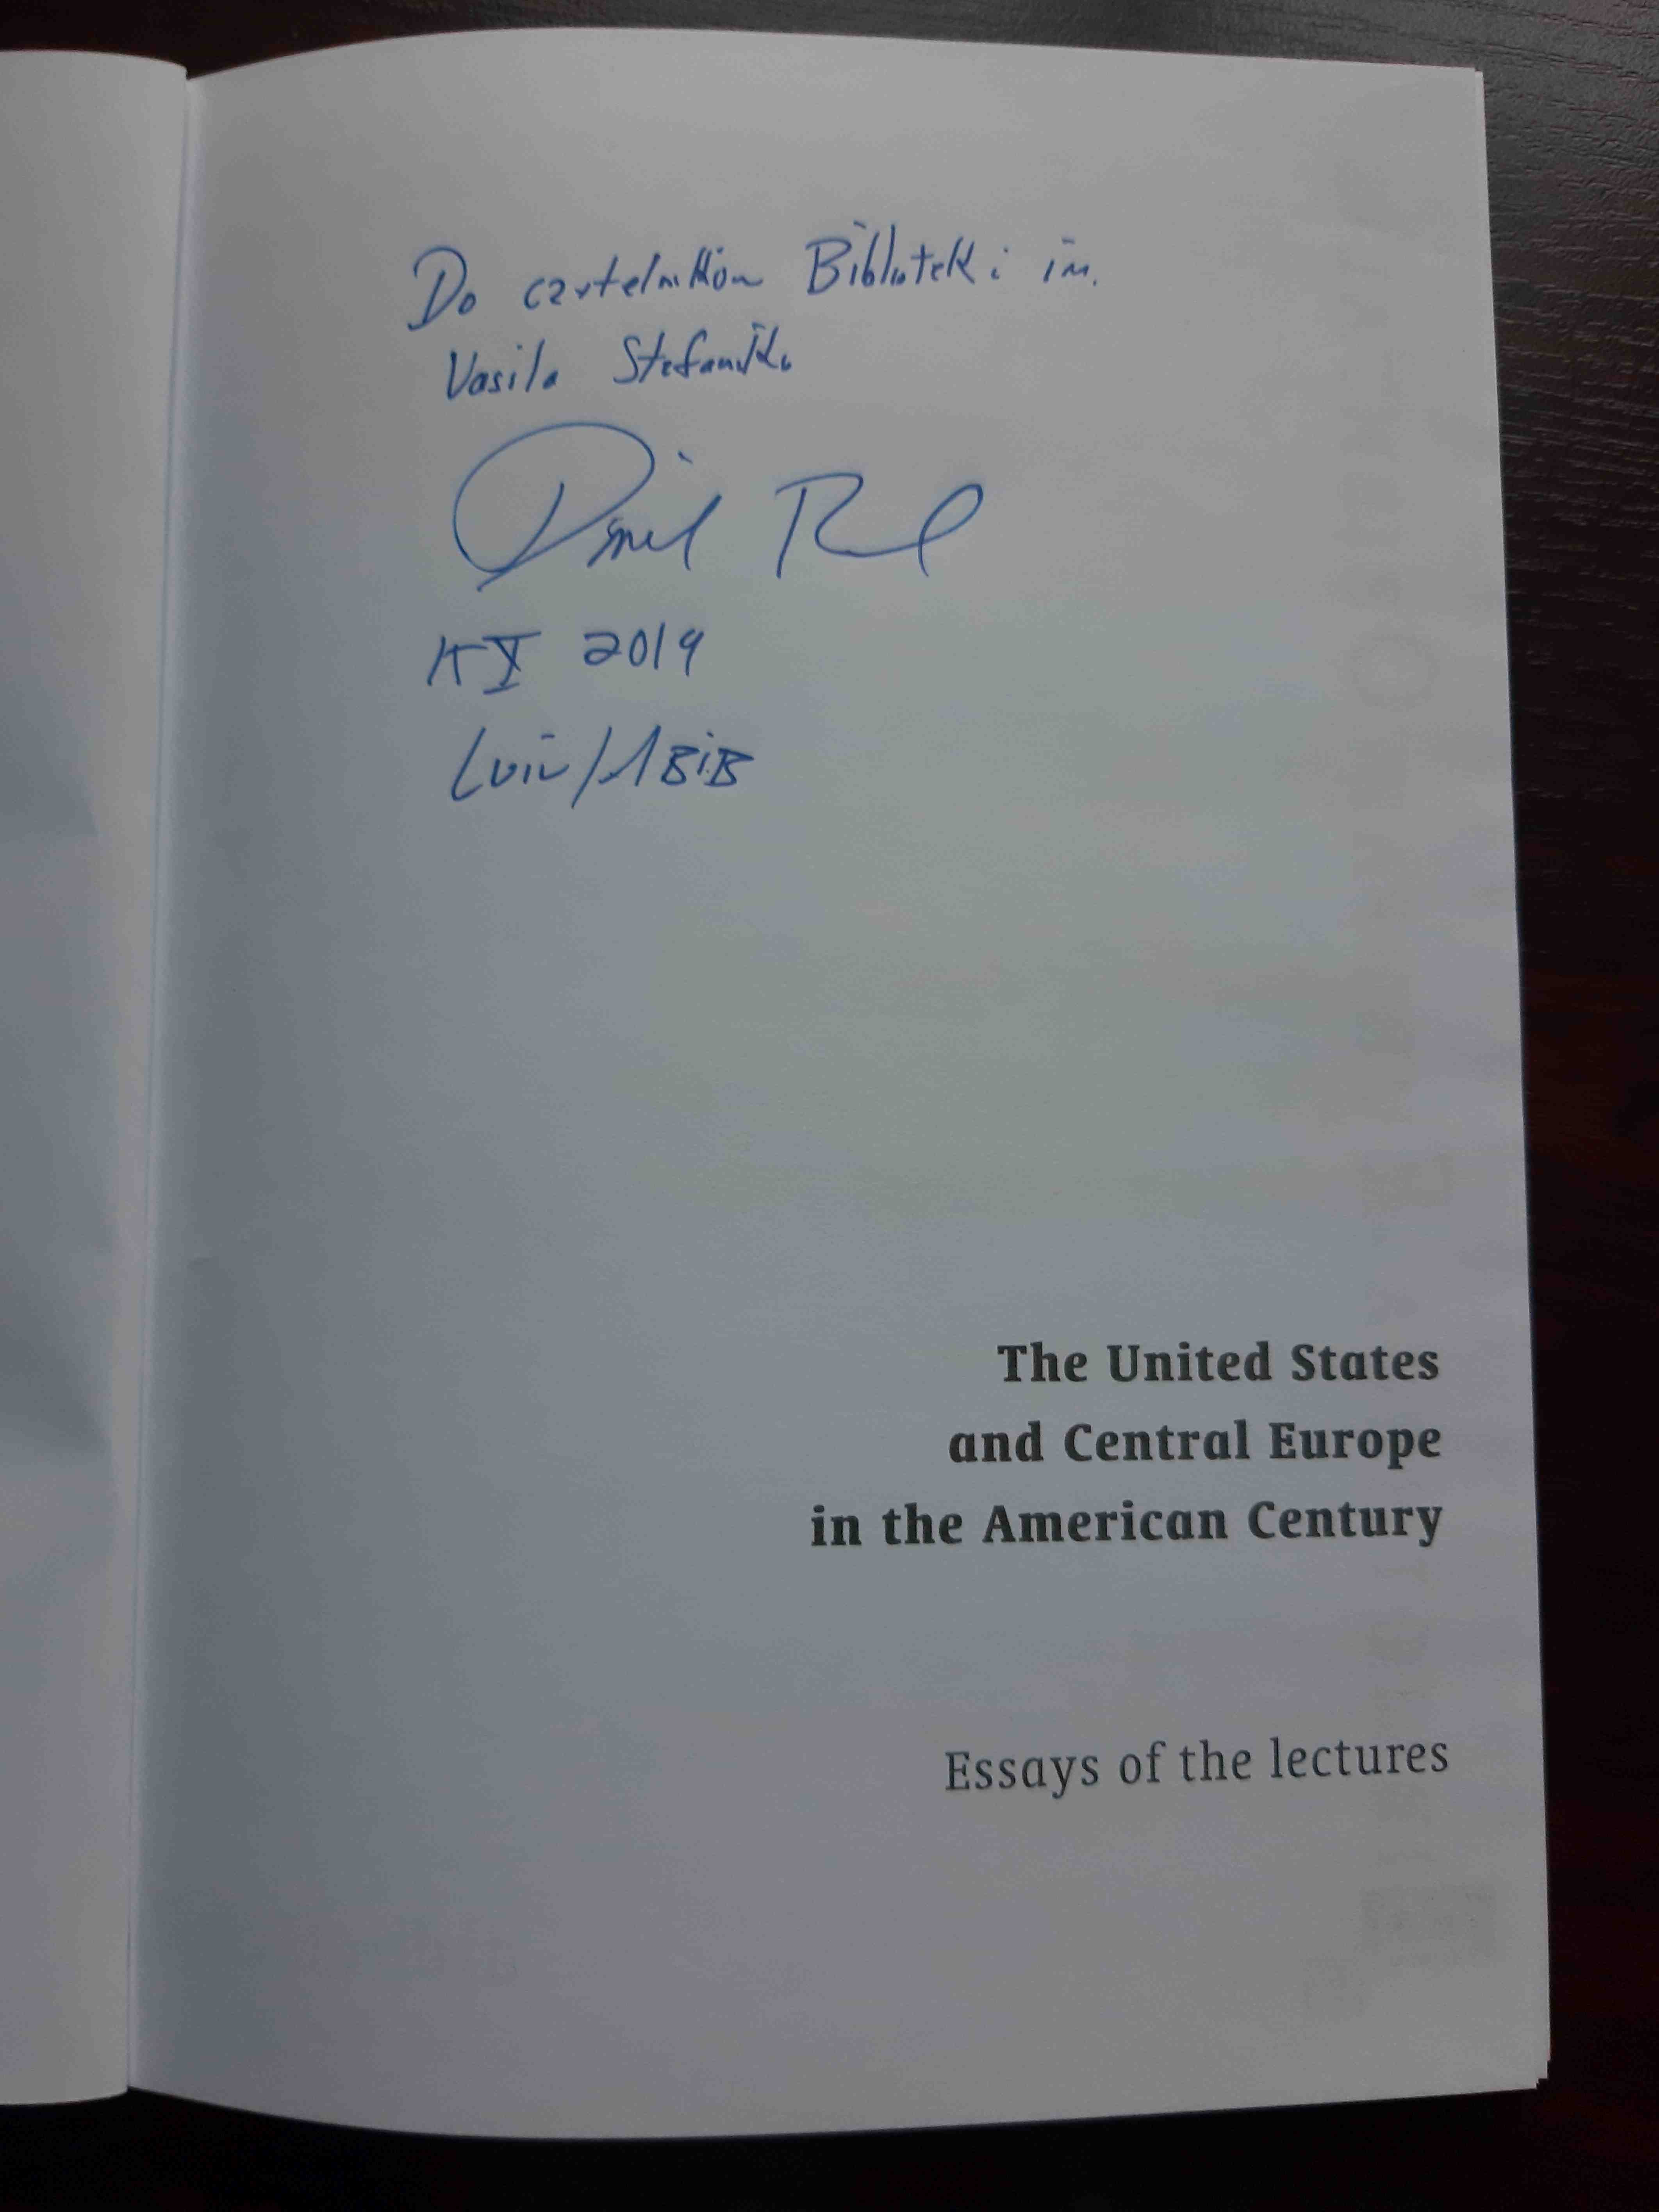 Do czytelników Biblioteki im.
Vasila Stefanika
2019
The United States
and Central Europe
in the American Century
Essays of the lectures